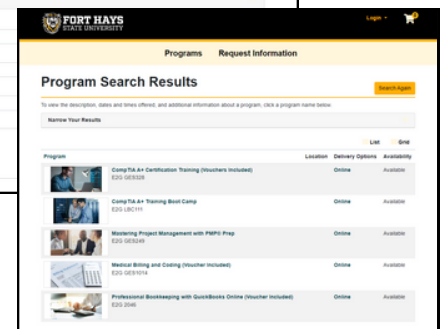 FORT HAYS
STATE UNIVERSITY
Login
Programs Request Information
Program Search Results
Search Again
To view the description, dates and times offered, and additional information about a program, click a program name below.
Narrow Your Results
List Grid
Program Location Delivery Options Availability
CompTIA A+ Certification Training (Vouchers Included) Online Available
E2G GES328
CompTIA A+ Training Boot Camp Online Available
E2G LBC111
Mastering Project Management with PMP® Prep Online Available
E2G GES249
Medical Billing and Coding (Voucher Included) Online Available
E2G GES1014
Professional Bookkeeping with QuickBooks Online (Voucher Included) Online Available
E2G 2046